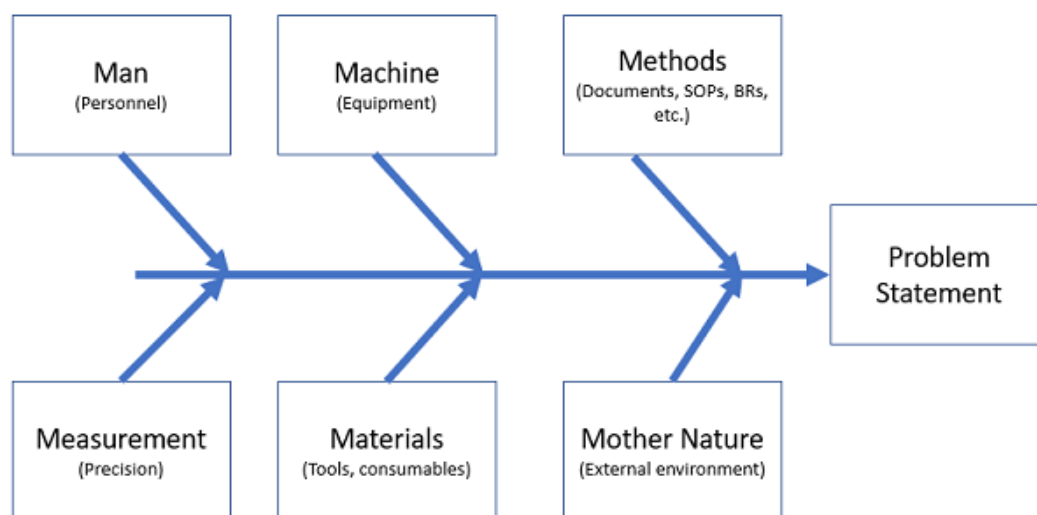 Man
(Personnel)
Machine
(Equipment)
Methods
(Documents, SOPs, BRs,
etc.)
Problem
Statement
Measurement
(Precision)
Materials
(Tools, consumables)
Mother Nature
(External environment)